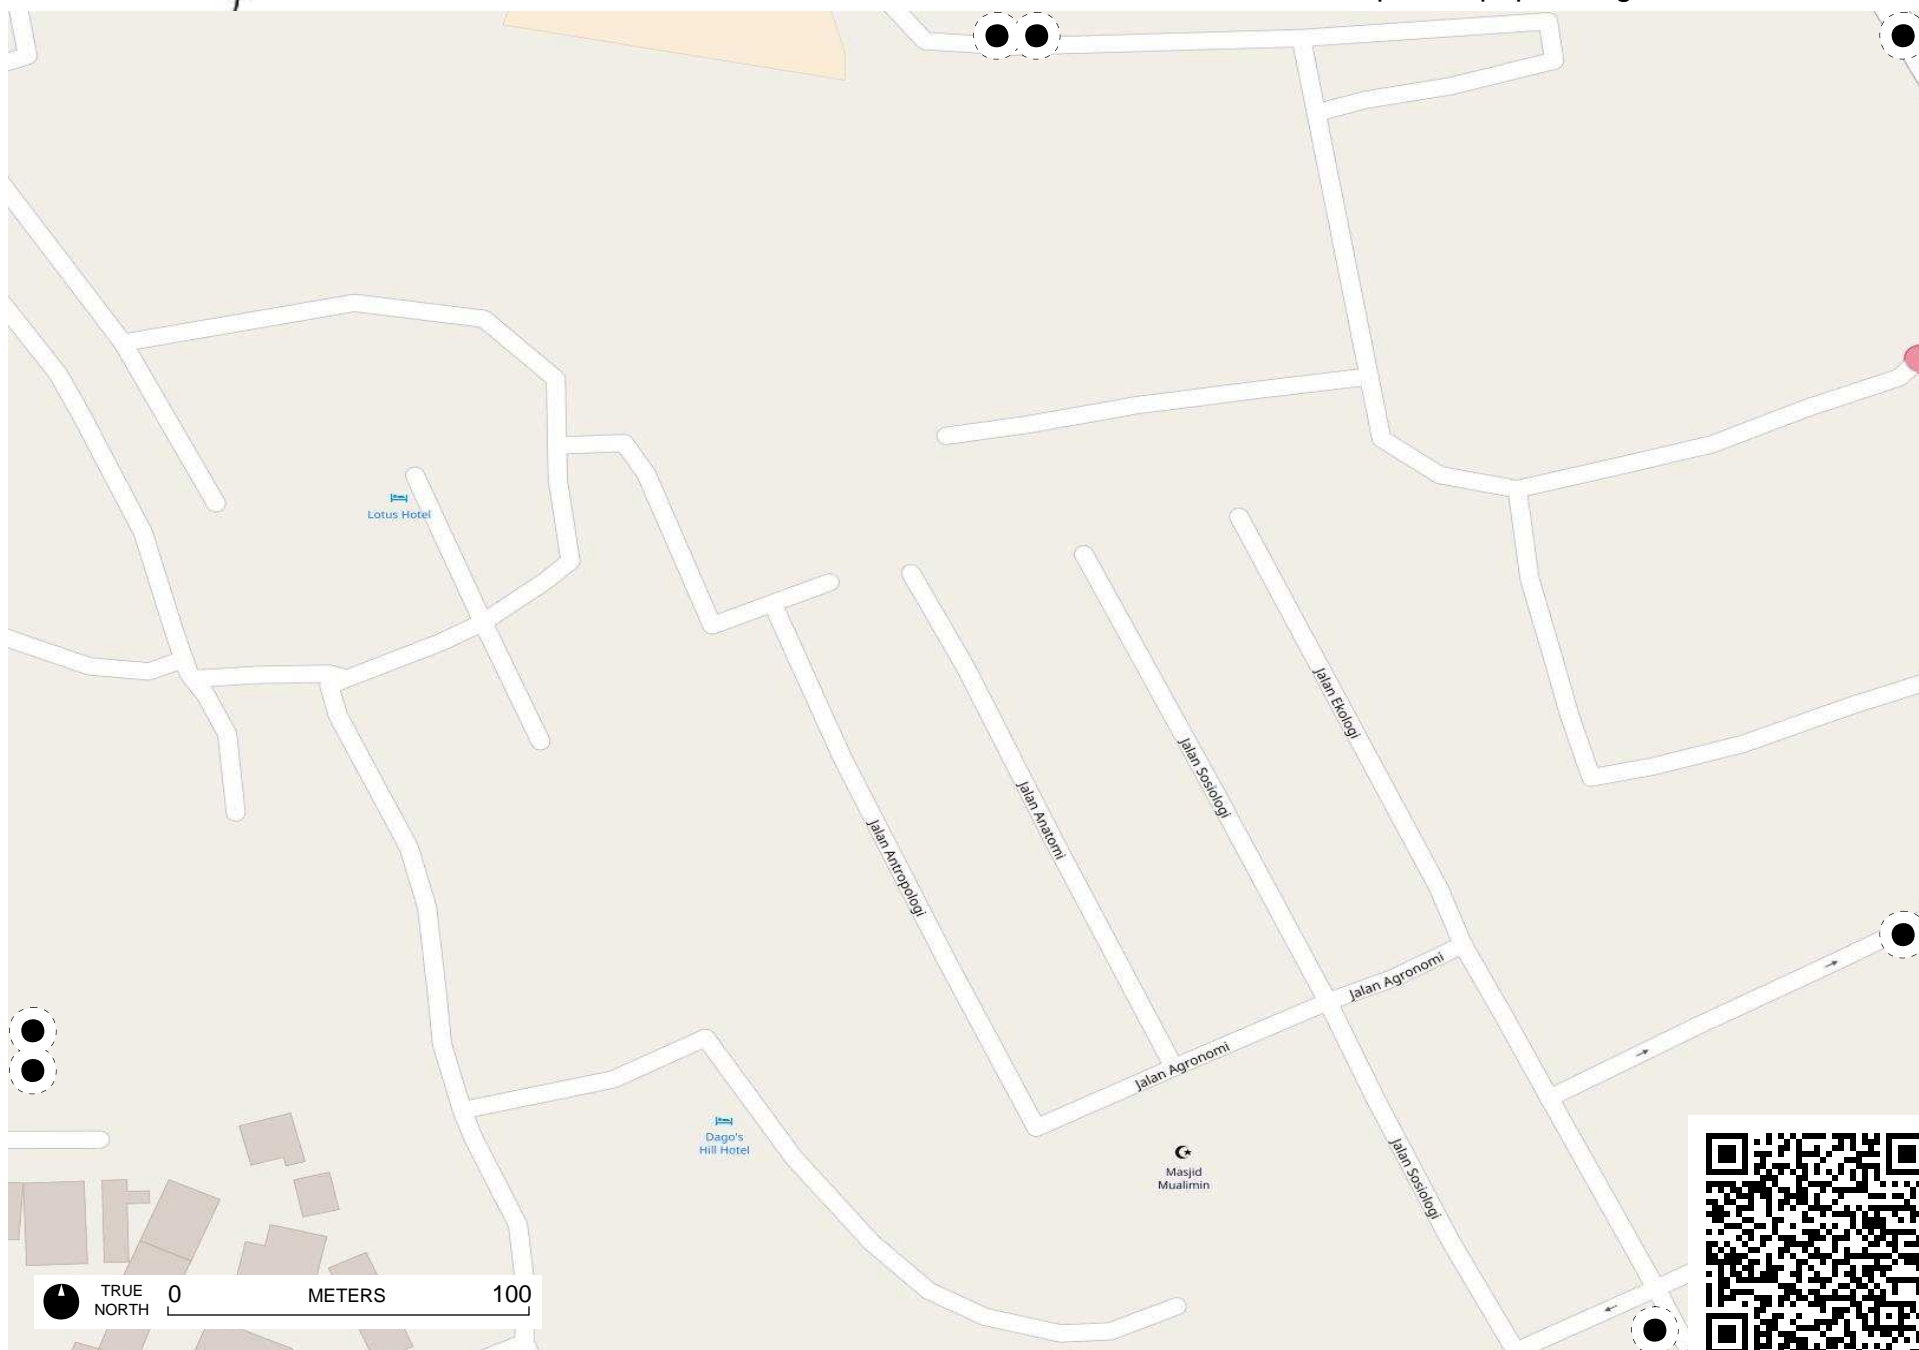 Lotus Hotel
Jalan Ekologi
Jalan Sosiologi
Jalan Anatomi
Jalan Antropologi
Jalan Agronomi
Jalan Agronomi
Dago's
Hill Hotel
Masjid
Mualimin
Jalan Sosiologi
TRUE
NORTH
0 METERS 100